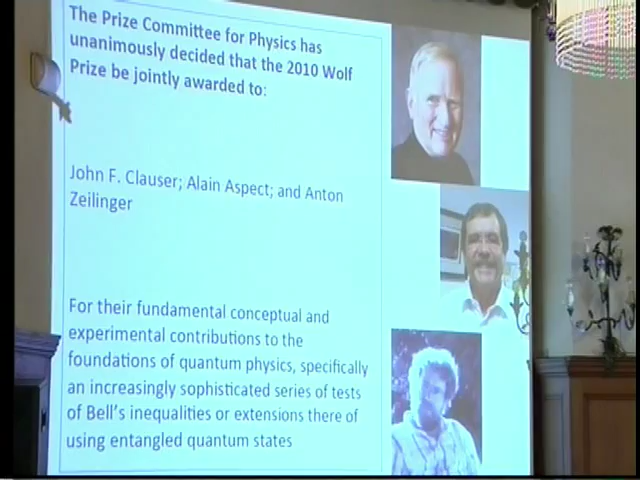 The Prize Committee for Physics has
unanimously decided that the 2010 Wolf
Prize be jointly awarded to:
John F. Clauser; Alain Aspect; and Anton
Zeilinger
For their fundamental conceptual and
experimental contributions to the
foundations of quantum physics, specifically
an increasingly sophisticated series of tests
of Bell's inequalities or extensions there of
using entangled quantum states